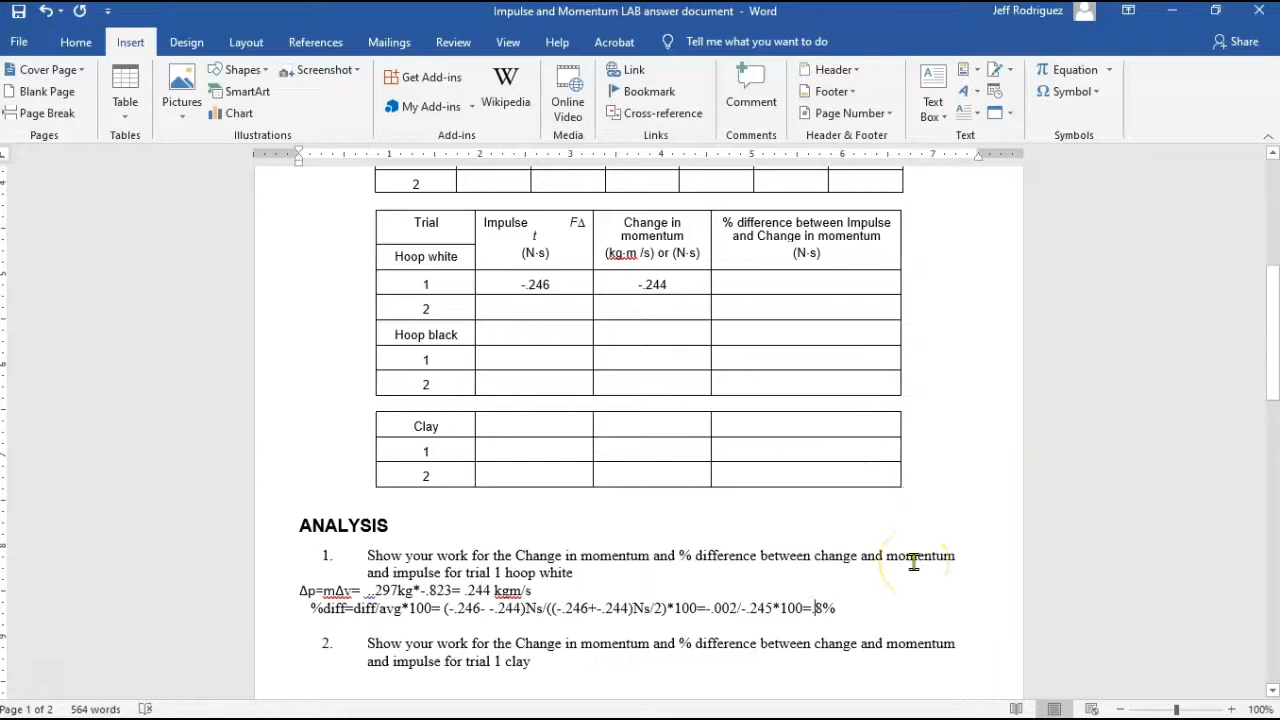 Impulse and Momentum LAB answer document - Word
Jeff Rodriguez
File Home Insert Design Layout References Mailings Review View Help Acrobat Tell me what you want to do Share
Cover Page
Blank Page
Page Break
Pages
Table
Tables
Pictures
Shapes
SmartArt
Chart
Screenshot
Illustrations
Get Add-ins
My Add-ins
W
Wikipedia
Add-ins
Online
Video
Media
Link
Bookmark
Cross-reference
Links
Comment
Comments
Header
Footer
Page Number
Header & Footer
Text
Box
Text
π Equation
Ω Symbol
Symbols
1 2 3 4 5 6 7
2
Trial
Hoop white
Impulse FΔ
t
(N·s)
Change in
momentum
(kg·m /s) or (N·s)
% difference between Impulse
and Change in momentum
(N·s)
1 -.246 -.244
2
Hoop black
1
2
Clay
1
2
ANALYSIS
1. Show your work for the Change in momentum and % difference between change and momentum
and impulse for trial 1 hoop white
Δp=mΔv= ..297kg*-.823= .244 kgm/s
%diff=diff/avg*100= (-.246- -.244)Ns/((-.246+-.244)Ns/2)*100=-.002/-.245*100=.8%
2. Show your work for the Change in momentum and % difference between change and momentum
and impulse for trial 1 clay
Page 1 of 2 564 words 100%